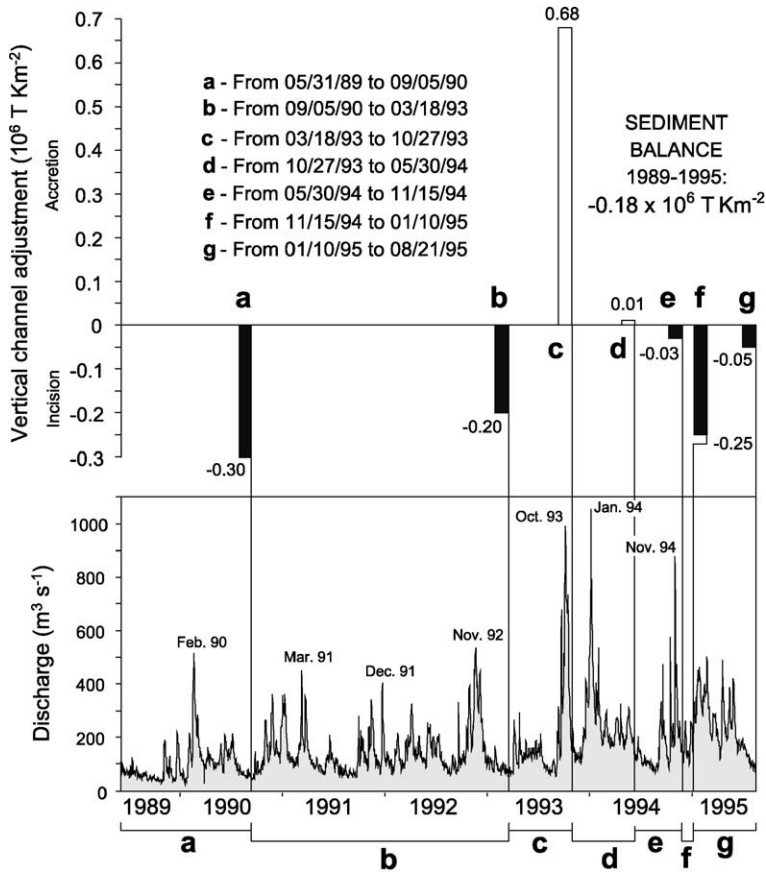 0.68
0.7
0.6
0.5
0.4
0.3
0.2
0.1
0
-0.1
-0.2
-0.3
Vertical channel adjustment (10⁶ T Km⁻²)
Accretion
Incision
a - From 05/31/89 to 09/05/90
b - From 09/05/90 to 03/18/93
c - From 03/18/93 to 10/27/93
d - From 10/27/93 to 05/30/94
e - From 05/30/94 to 11/15/94
f - From 11/15/94 to 01/10/95
g - From 01/10/95 to 08/21/95
SEDIMENT
BALANCE
1989-1995:
-0.18 x 10⁶ T Km⁻²
a
b
c
d
e
f
g
0.01
-0.03
-0.05
-0.20
-0.25
-0.30
Discharge (m³ s⁻¹)
1000
800
600
400
200
0
Feb. 90
Mar. 91
Dec. 91
Nov. 92
Oct. 93
Jan. 94
Nov. 94
1989 1990 1991 1992 1993 1994 1995
a b c d e f g